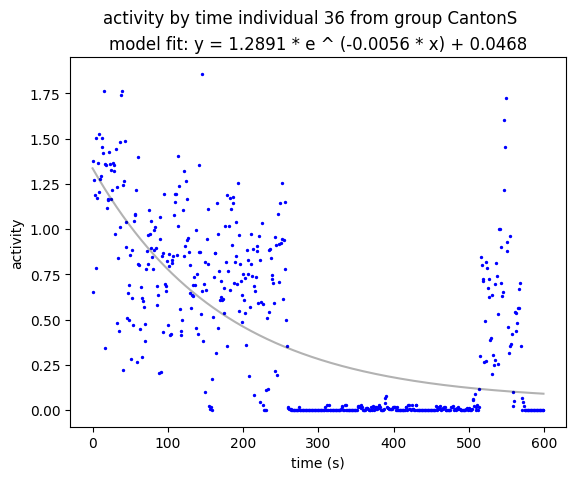 activity by time individual 36 from group CantonS
model fit: y = 1.2891 * e ^ (-0.0056 * x) + 0.0468
1.75
1.50
1.25
1.00
0.75
0.50
0.25
0.00
activity
0 100 200 300 400 500 600
time (s)